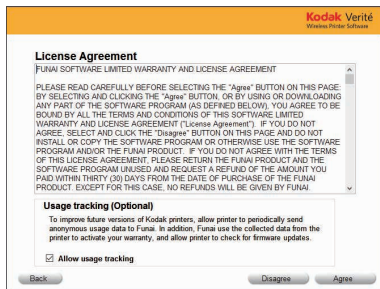 Kodak Verité
Wireless Printer Software
License Agreement
FUNAI SOFTWARE LIMITED WARRANTY AND LICENSE AGREEMENT
PLEASE READ CAREFULLY BEFORE SELECTING THE "Agree" BUTTON ON THIS PAGE:
BY SELECTING AND CLICKING THE "Agree" BUTTON, OR BY USING OR DOWNLOADING
ANY PART OF THE SOFTWARE PROGRAM (AS DEFINED BELOW), YOU AGREE TO BE
BOUND BY ALL THE TERMS AND CONDITIONS OF THIS SOFTWARE LIMITED
WARRANTY AND LICENSE AGREEMENT ("License Agreement"). IF YOU DO NOT
AGREE, SELECT AND CLICK THE "Disagree" BUTTON ON THIS PAGE AND DO NOT
INSTALL OR COPY THE SOFTWARE PROGRAM OR OTHERWISE USE THE SOFTWARE
PROGRAM AND/OR THE FUNAI PRODUCT. IF YOU DO NOT AGREE WITH THE TERMS
OF THIS LICENSE AGREEMENT, PLEASE RETURN THE FUNAI PRODUCT AND THE
SOFTWARE PROGRAM UNUSED AND REQUEST A REFUND OF THE AMOUNT YOU
PAID WITHIN THIRTY (30) DAYS FROM THE DATE OF PURCHASE OF THE FUNAI
PRODUCT. EXCEPT FOR THIS CASE, NO REFUNDS WILL BE GIVEN BY FUNAI.
Usage tracking (Optional)
To improve future versions of Kodak printers, allow printer to periodically send
anonymous usage data to Funai. In addition, Funai use the collected data from the
printer to activate your warranty, and allow printer to check for firmware updates.
Allow usage tracking
Back Disagree Agree